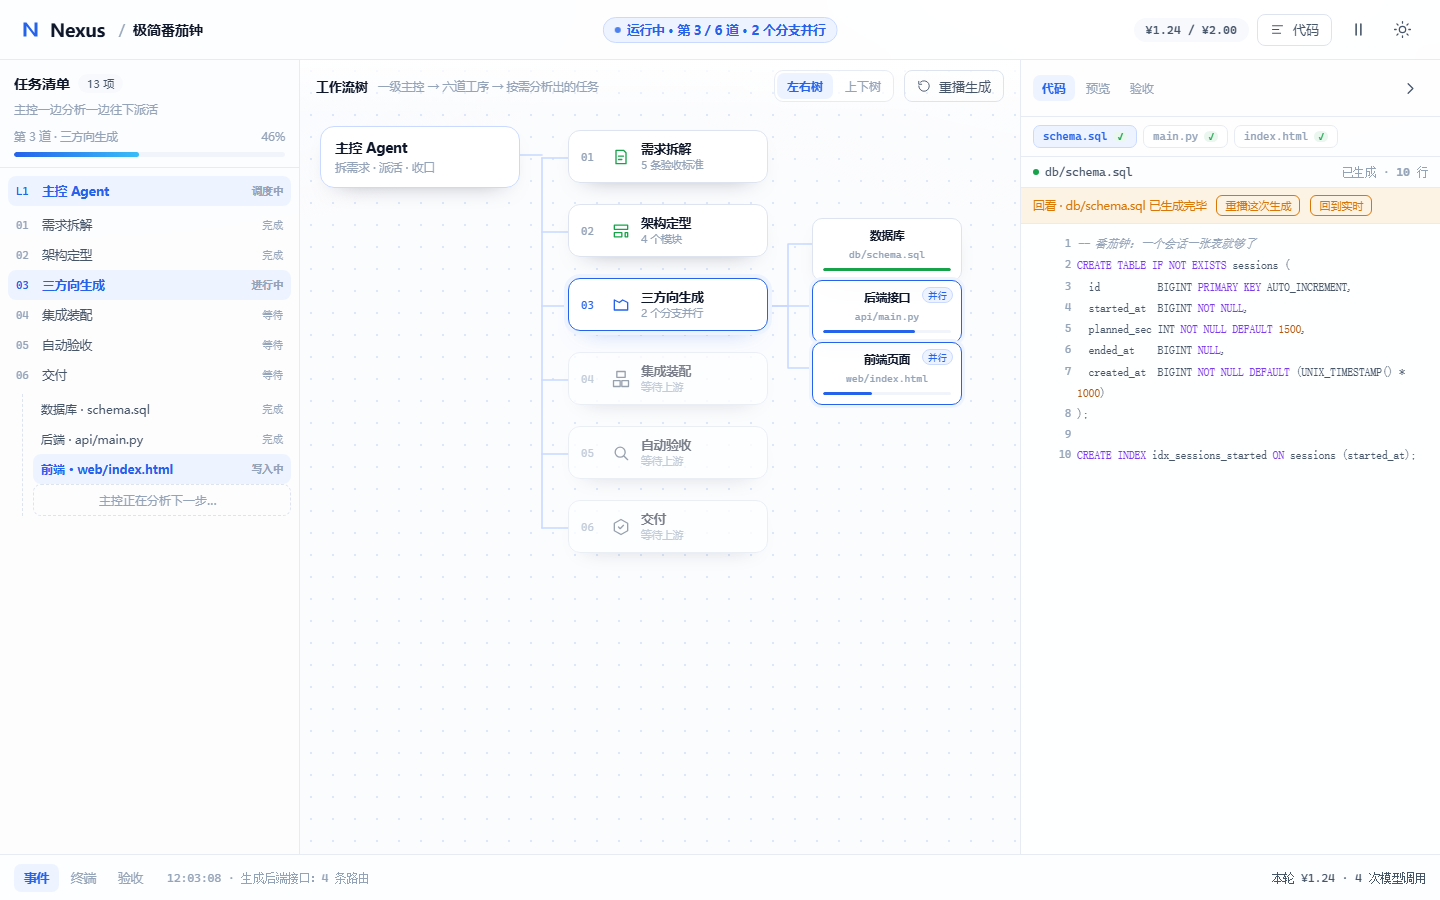 Nexus / 极简番茄钟
运行中 • 第 3 / 6 道 • 2 个分支并行
¥1.24 / ¥2.00
代码
任务清单 13 项
主控一边分析一边往下派活
第 3 道 · 三方向生成 46%
L1 主控 Agent 调度中
01 需求拆解 完成
02 架构定型 完成
03 三方向生成 进行中
04 集成装配 等待
05 自动验收 等待
06 交付 等待
数据库 · schema.sql 完成
后端 · api/main.py 完成
前端 • web/index.html 写入中
主控正在分析下一步...
工作流树 一级主控 → 六道工序 → 按需分析出的任务
左右树 上下树
重播生成
主控 Agent
拆需求 · 派活 · 收口
01 需求拆解
5 条验收标准
02 架构定型
4 个模块
03 三方向生成
2 个分支并行
04 集成装配
等待上游
05 自动验收
等待上游
06 交付
等待上游
数据库
db/schema.sql
后端接口 并行
api/main.py
前端页面 并行
web/index.html
代码 预览 验收
schema.sql ✓ main.py ✓ index.html ✓
db/schema.sql 已生成 · 10 行
回看 · db/schema.sql 已生成完毕 重播这次生成 回到实时
1 -- 番茄钟: 一个会话一张表就够了
2 CREATE TABLE IF NOT EXISTS sessions (
3 id BIGINT PRIMARY KEY AUTO_INCREMENT,
4 started_at BIGINT NOT NULL,
5 planned_sec INT NOT NULL DEFAULT 1500,
6 ended_at BIGINT NULL,
7 created_at BIGINT NOT NULL DEFAULT (UNIX_TIMESTAMP() *
1000)
8 );
9
10 CREATE INDEX idx_sessions_started ON sessions (started_at);
事件 终端 验收 12:03:08 · 生成后端接口: 4 条路由
本轮 ¥1.24 · 4 次模型调用